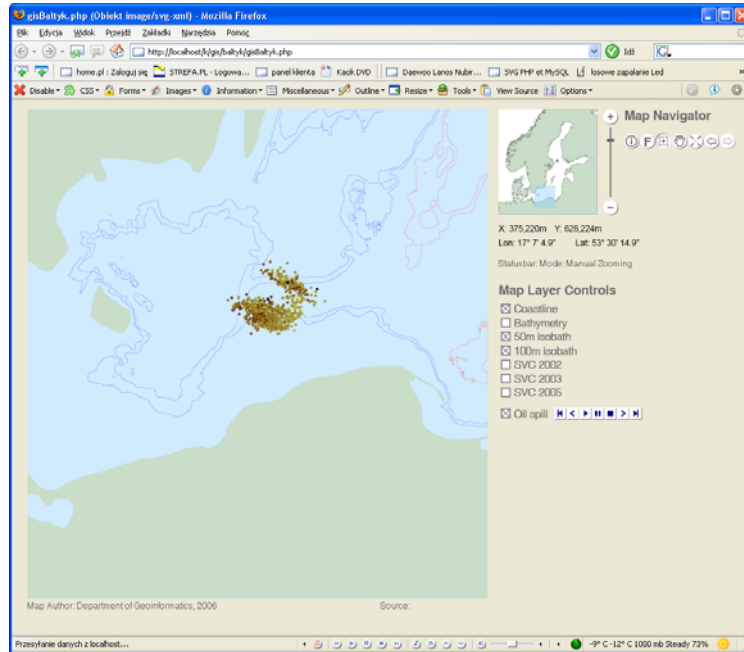 gisBaltyk.php (Obiekt image/svg-xml) - Mozilla Firefox
Plik Edycja Widok Przejdź Zakładki Narzędzia Pomoc
http://localhost/k/gis/baltyk/gisBaltyk.php Idź
home.pl : Zaloguj się STREFA.PL - Logowa... panel klienta Kacik.DVD Daewoo Lanos Nubir... SVG PHP et MySQL losowe zapalanie Led
Disable CSS Forms Images Information Miscellaneous Outline Resize Tools View Source Options
Map Navigator
X: 375,220m Y: 628,224m
Lon: 17° 7' 4.9" Lat: 53° 30' 14.9"
Statusbar: Mode: Manual Zooming
Map Layer Controls
Coastline
Bathymetry
50m isobath
100m isobath
SVC 2002
SVC 2003
SVC 2005
Oil spill
Map Author: Department of Geoinformatics, 2006 Source:
Przesyłanie danych z localhost... -9° C -12° C 1000 mb Steady 73%